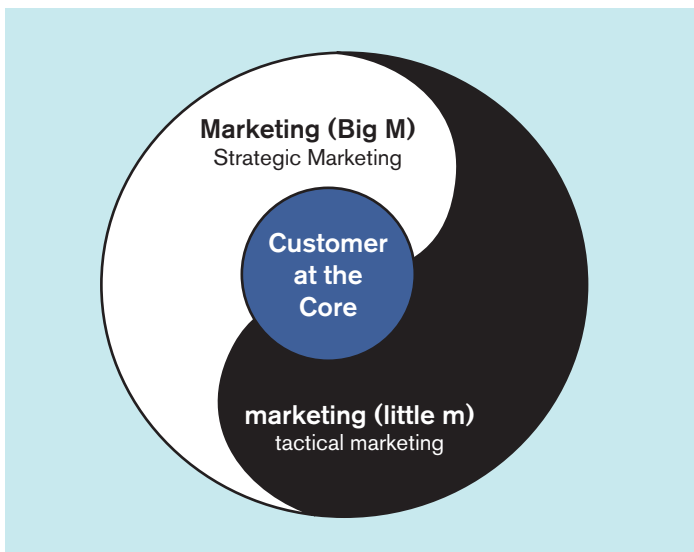 Marketing (Big M)
Strategic Marketing
Customer
at the
Core
marketing (little m)
tactical marketing